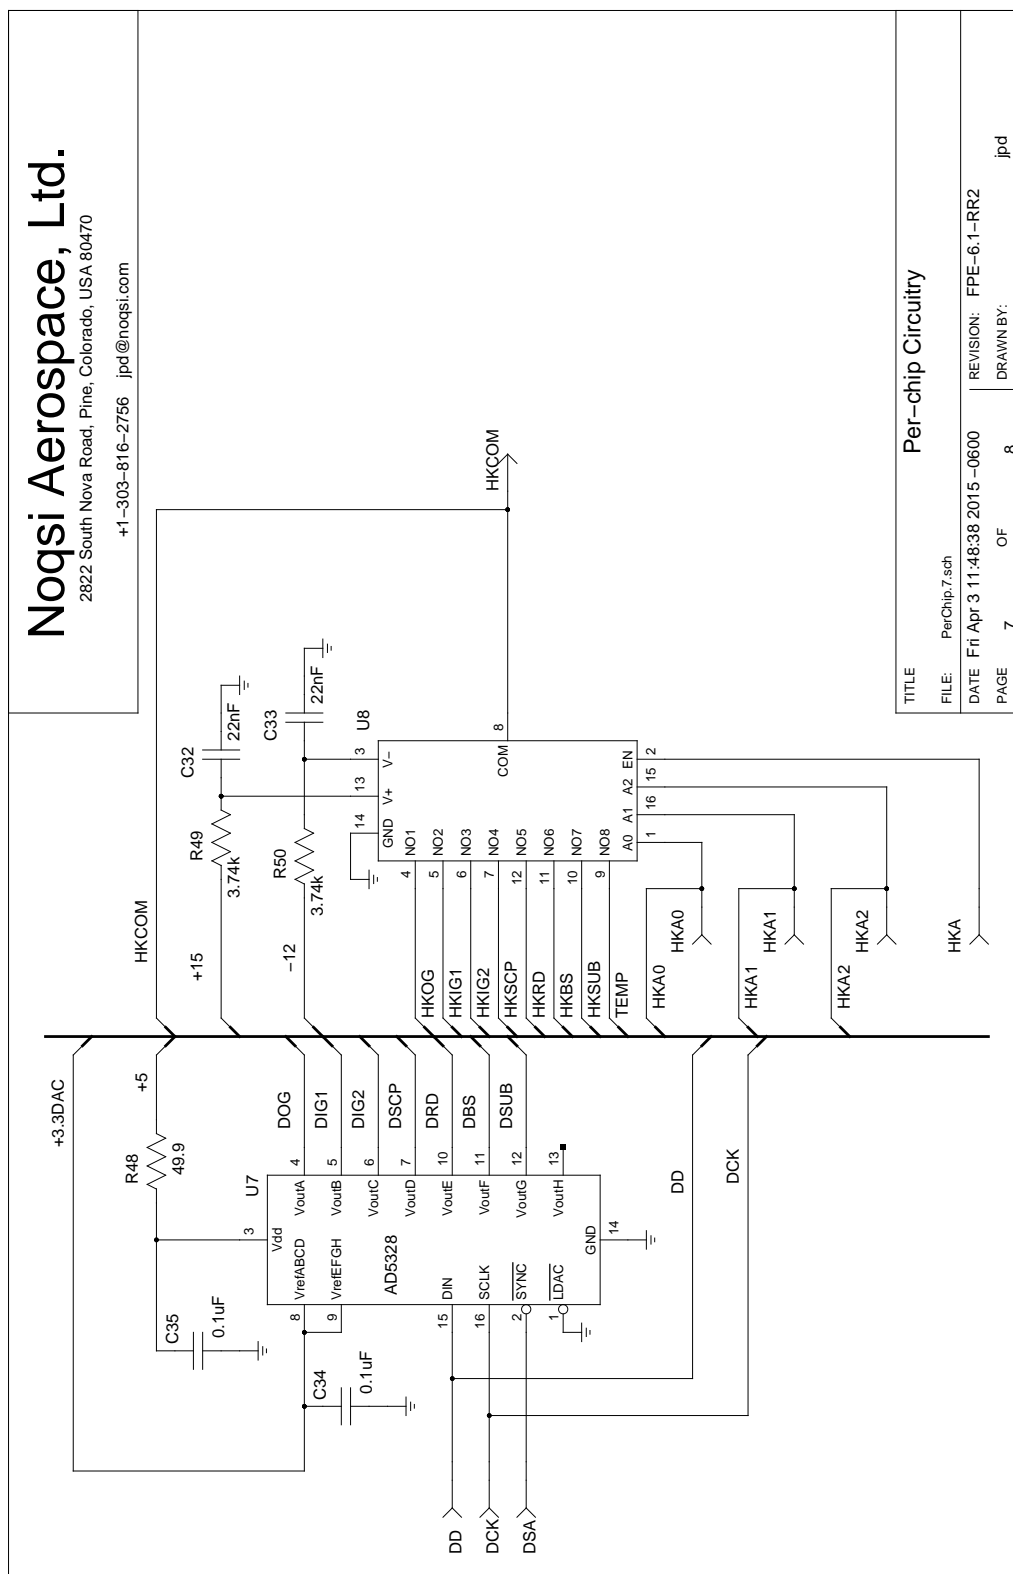 Noqsi Aerospace, Ltd.
2822 South Nova Road, Pine, Colorado, USA 80470
+1−303−816−2756 jpd@noqsi.com
+3.3DAC
+5
R48
49.9
C35
0.1uF
C34
0.1uF
U7
AD5328
3
Vdd
8
VrefABCD
9
VrefEFGH
15
DIN
16
SCLK
2
SYNC
1
LDAC
14
GND
VoutA
4
DOG
VoutB
5
DIG1
VoutC
6
DIG2
VoutD
7
DSCP
VoutE
10
DRD
VoutF
11
DBS
VoutG
12
DSUB
VoutH
13
DD
DCK
DSA
DD
DCK
HKCOM
+15
R49
3.74k
C32
22nF
−12
R50
3.74k
C33
22nF
U8
14
GND
13
V+
3
V−
HKOG
4
NO1
HKIG1
5
NO2
HKIG2
6
NO3
HKSCP
7
NO4
HKRD
12
NO5
HKBS
11
NO6
HKSUB
10
NO7
TEMP
9
NO8
COM
8
HKCOM
A0
1
A1
16
A2
15
EN
2
HKA0
HKA0
HKA1
HKA1
HKA2
HKA2
HKA
TITLE
Per−chip Circuitry
FILE: PerChip.7.sch
REVISION: FPE−6.1−RR2
DATE Fri Apr 3 11:48:38 2015 −0600
PAGE 7 OF 8
DRAWN BY: jpd